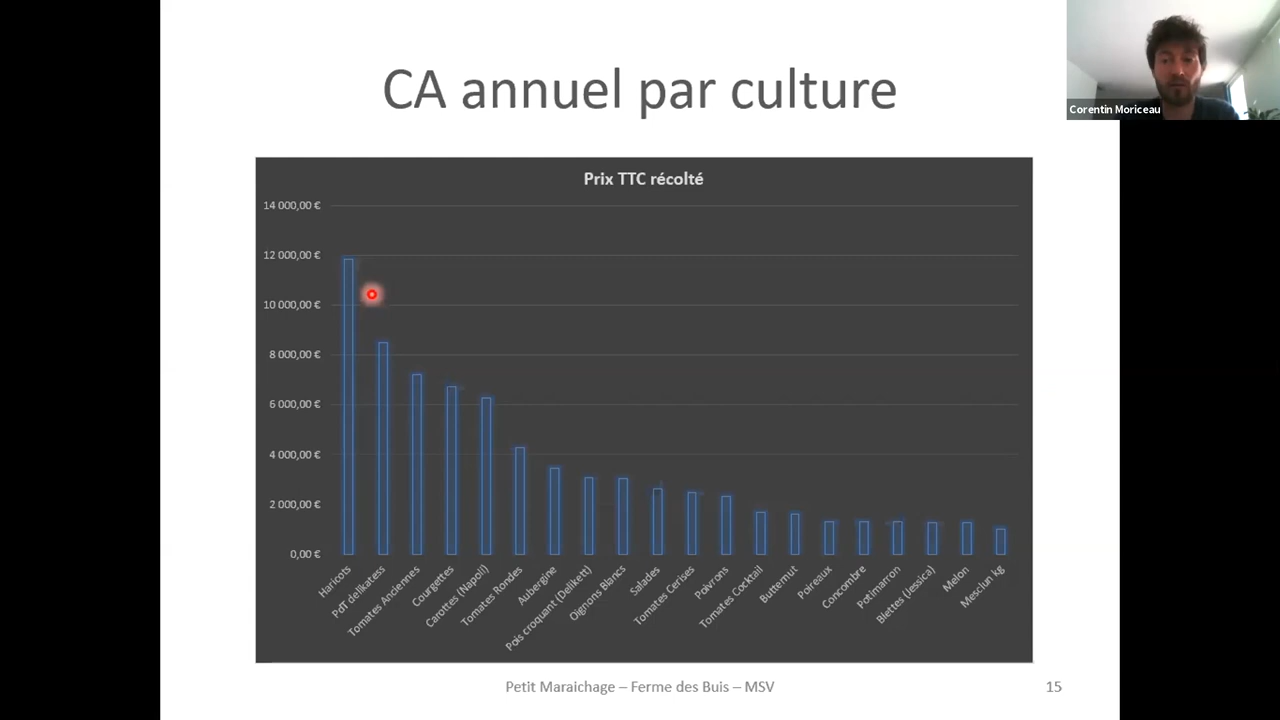 CA annuel par culture
Corentin Moriceau
Prix TTC récolté
14 000,00 €
12 000,00 €
10 000,00 €
8 000,00 €
6 000,00 €
4 000,00 €
2 000,00 €
0,00 €
Haricots
PdT delikatess
Tomates Anciennes
Courgettes
Carottes (Napoli)
Tomates Rondes
Aubergine
Pois croquant (Delikett)
Oignons Blancs
Salades
Tomates Cerises
Poivrons
Tomates Cocktail
Butternut
Poireaux
Concombre
Potimarron
Blettes (Jessica)
Melon
Mesclun kg
Petit Maraichage – Ferme des Buis – MSV
15